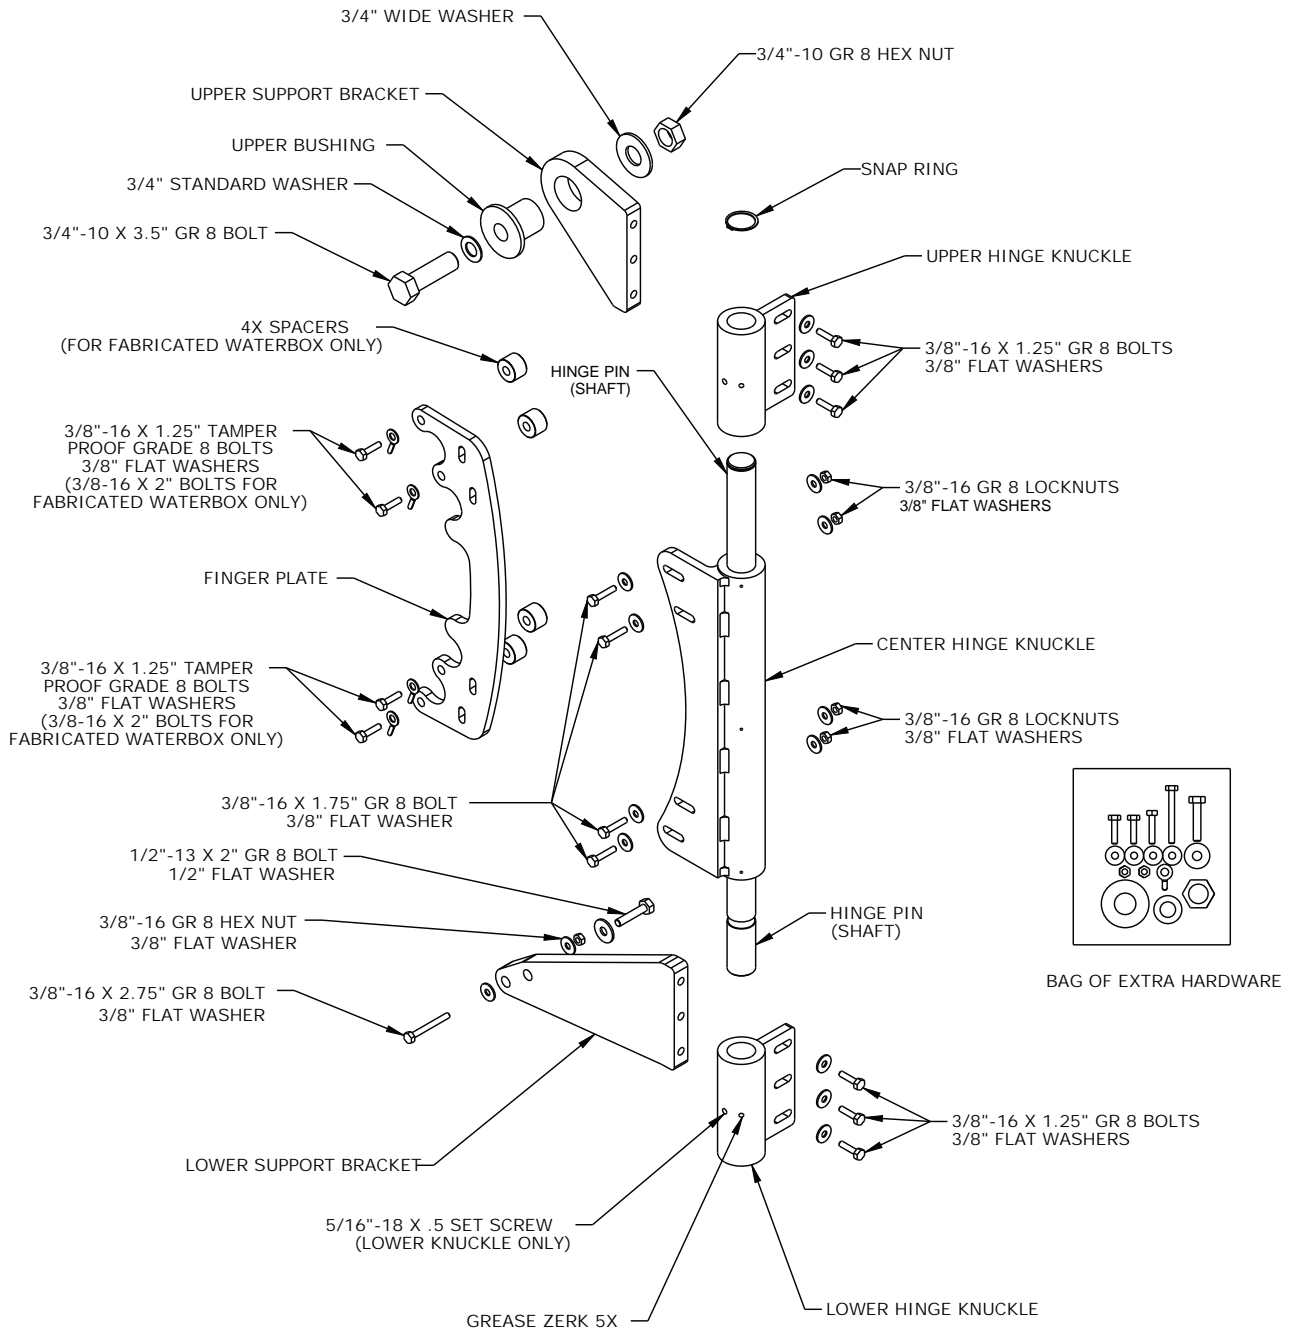 3/4" WIDE WASHER
3/4"-10 GR 8 HEX NUT
UPPER SUPPORT BRACKET
UPPER BUSHING
3/4" STANDARD WASHER
SNAP RING
3/4"-10 X 3.5" GR 8 BOLT
UPPER HINGE KNUCKLE
4X SPACERS
(FOR FABRICATED WATERBOX ONLY)
3/8"-16 X 1.25" GR 8 BOLTS
3/8" FLAT WASHERS
HINGE PIN
(SHAFT)
3/8"-16 X 1.25" TAMPER
PROOF GRADE 8 BOLTS
3/8" FLAT WASHERS
(3/8-16 X 2" BOLTS FOR
FABRICATED WATERBOX ONLY)
3/8"-16 GR 8 LOCKNUTS
3/8" FLAT WASHERS
FINGER PLATE
CENTER HINGE KNUCKLE
3/8"-16 X 1.25" TAMPER
PROOF GRADE 8 BOLTS
3/8" FLAT WASHERS
(3/8-16 X 2" BOLTS FOR
FABRICATED WATERBOX ONLY)
3/8"-16 GR 8 LOCKNUTS
3/8" FLAT WASHERS
3/8"-16 X 1.75" GR 8 BOLT
3/8" FLAT WASHER
1/2"-13 X 2" GR 8 BOLT
1/2" FLAT WASHER
3/8"-16 GR 8 HEX NUT
3/8" FLAT WASHER
HINGE PIN
(SHAFT)
BAG OF EXTRA HARDWARE
3/8"-16 X 2.75" GR 8 BOLT
3/8" FLAT WASHER
3/8"-16 X 1.25" GR 8 BOLTS
3/8" FLAT WASHERS
LOWER SUPPORT BRACKET
5/16"-18 X .5 SET SCREW
(LOWER KNUCKLE ONLY)
LOWER HINGE KNUCKLE
GREASE ZERK 5X